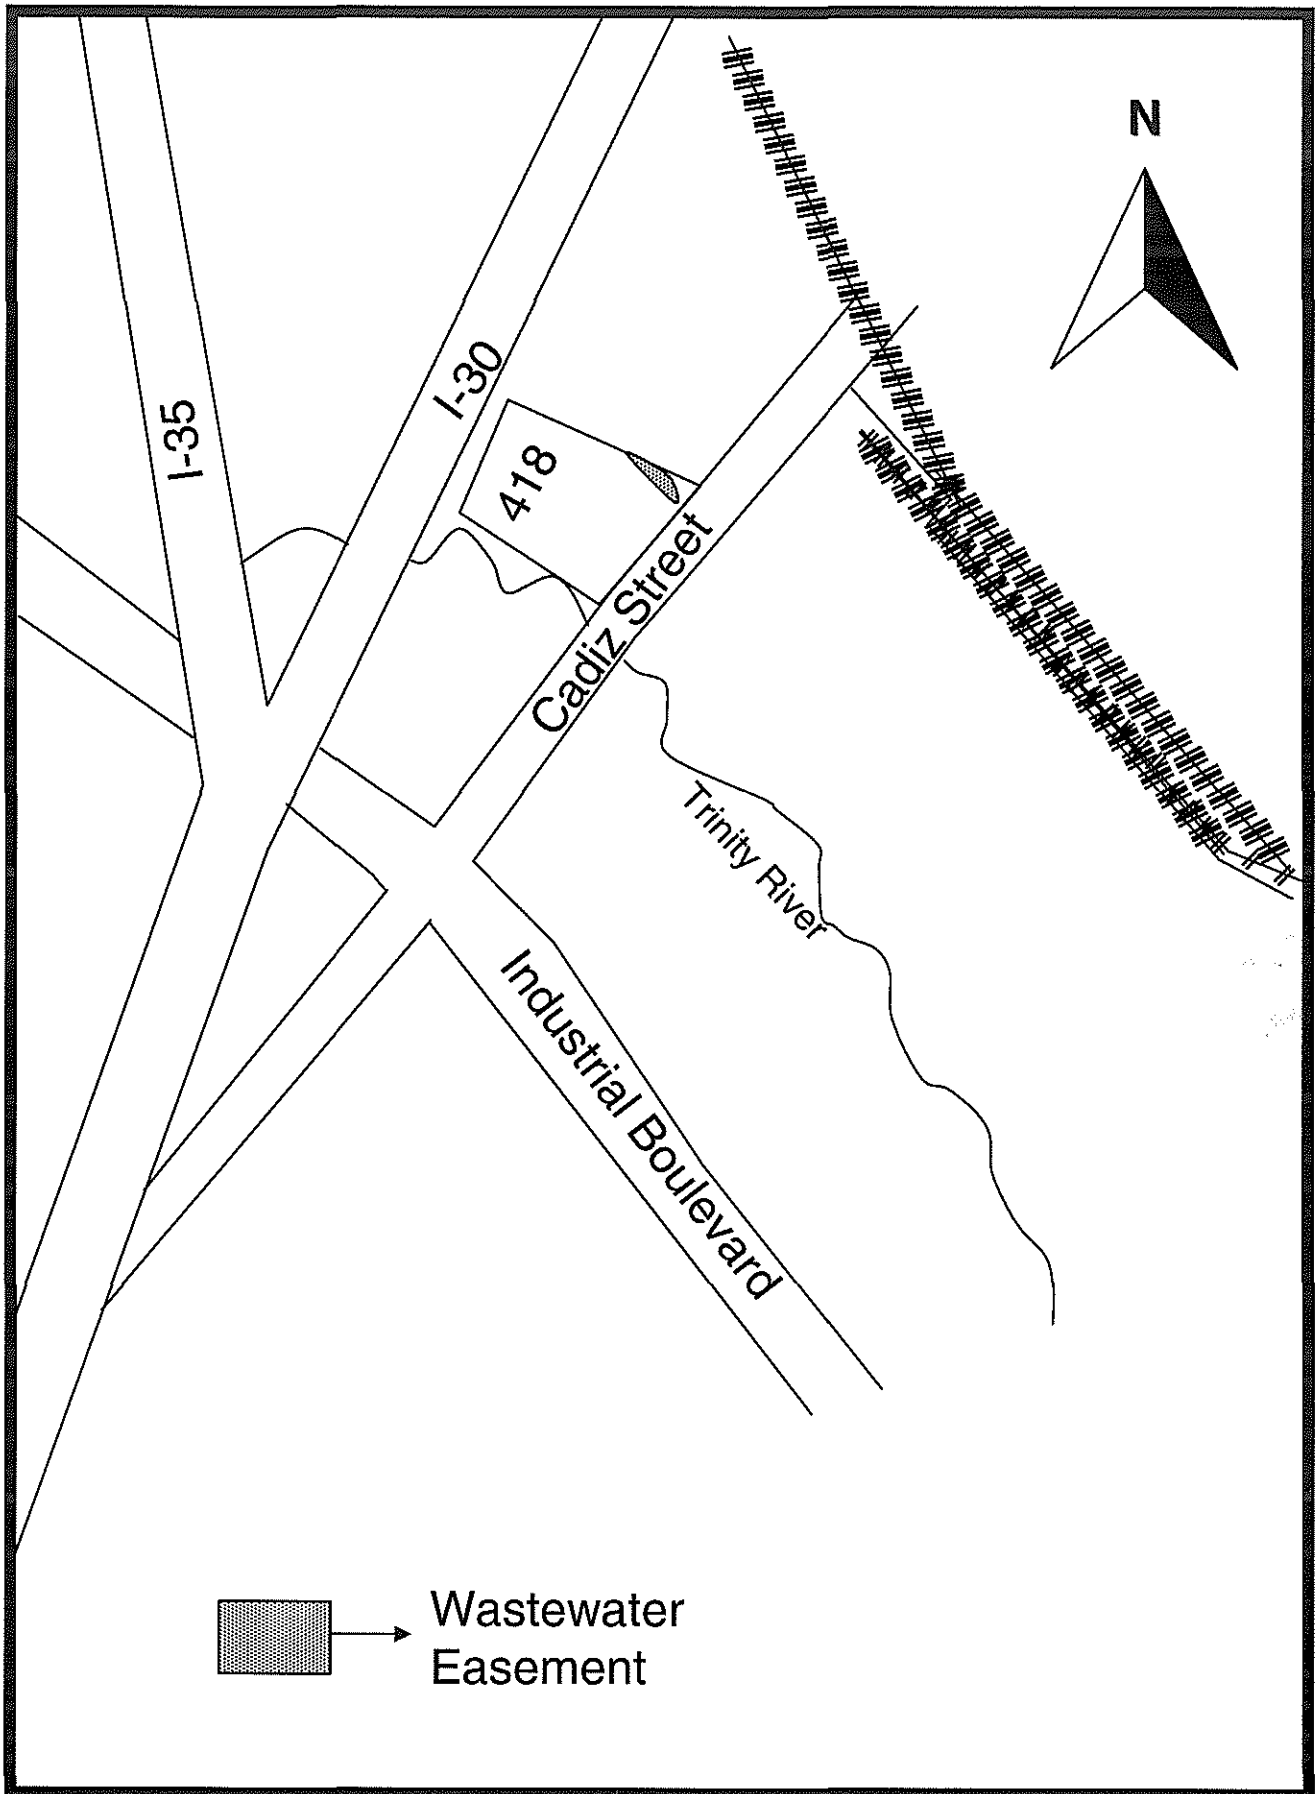 N
I-30
I-35
418
Cadiz Street
Trinity River
Industrial Boulevard
Wastewater
Easement